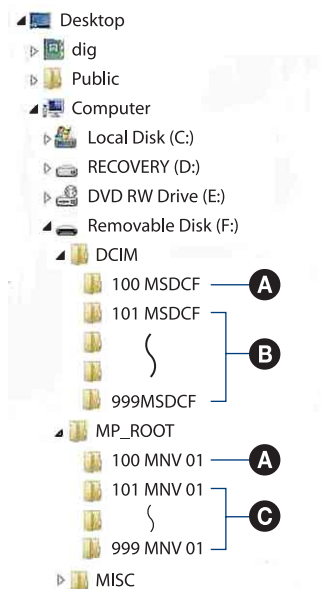 Desktop
dig
Public
Computer
Local Disk (C:)
RECOVERY (D:)
DVD RW Drive (E:)
Removable Disk (F:)
DCIM
100 MSDCF A
101 MSDCF
B
999MSDCF
MP_ROOT
100 MNV 01 A
101 MNV 01
C
999 MNV 01
MISC